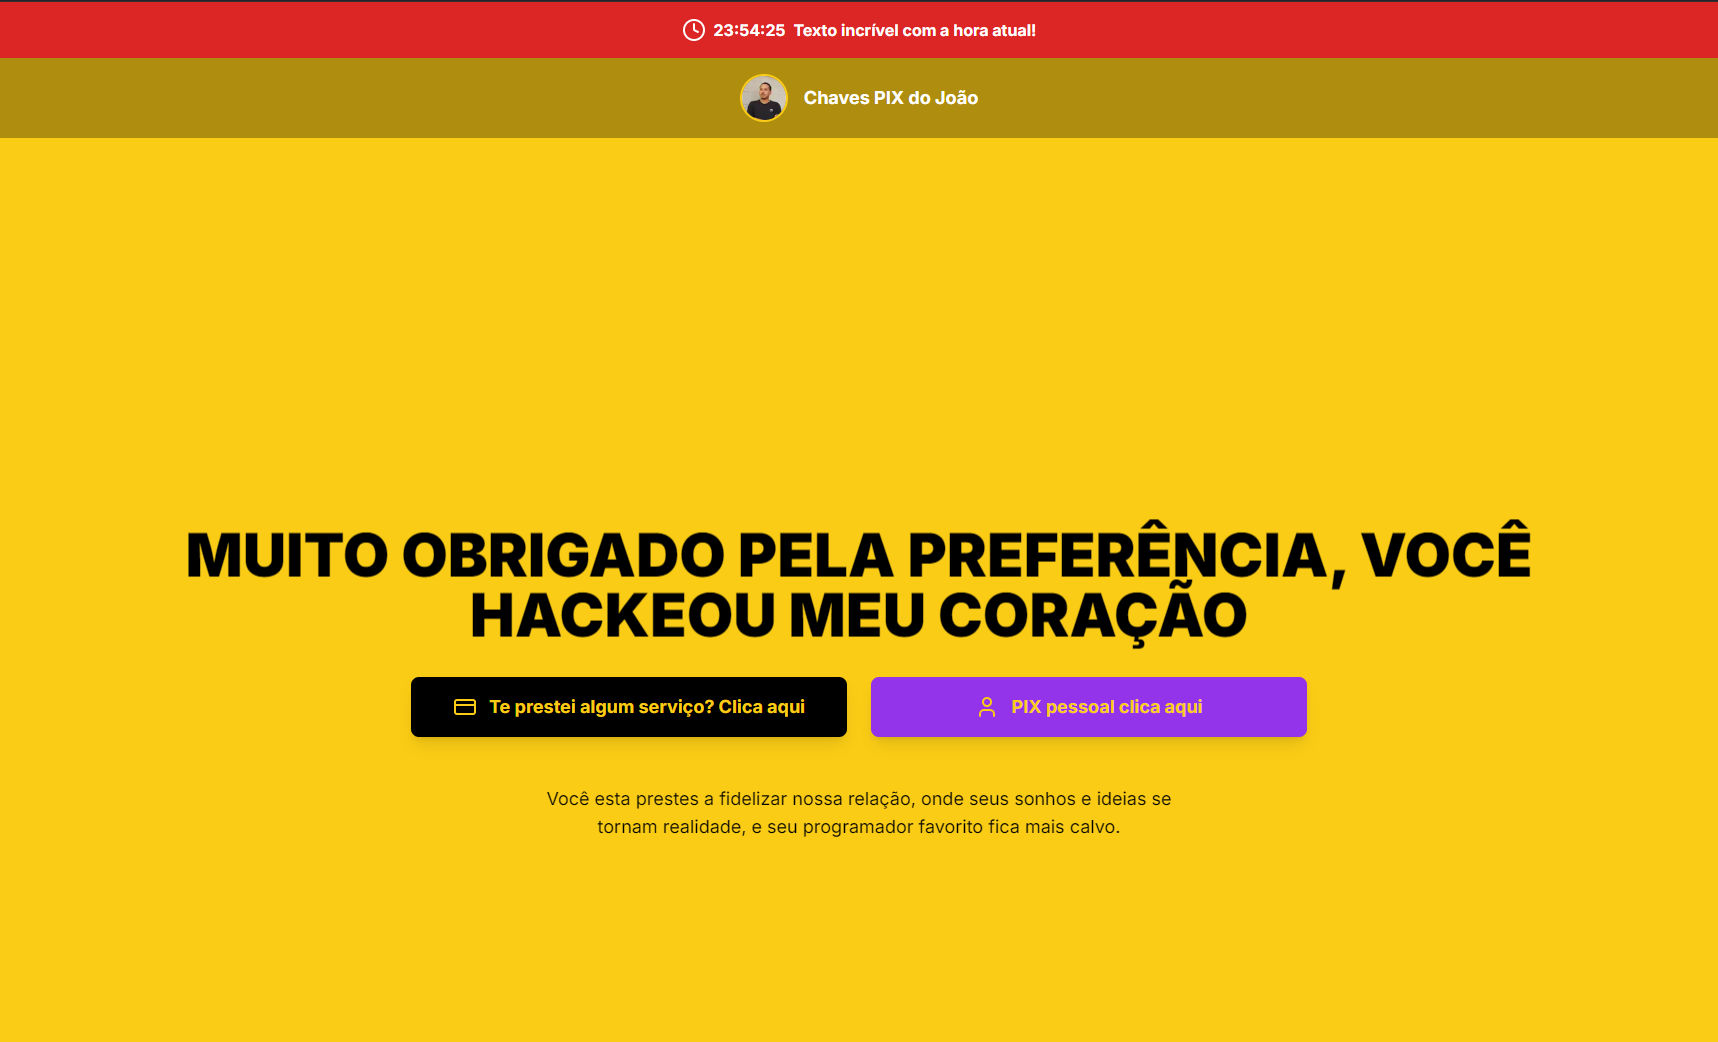 23:54:25 Texto incrível com a hora atual!
Chaves PIX do João
MUITO OBRIGADO PELA PREFERÊNCIA, VOCÊ
HACKEOU MEU CORAÇÃO
Te prestei algum serviço? Clica aqui
PIX pessoal clica aqui
Você esta prestes a fidelizar nossa relação, onde seus sonhos e ideias se
tornam realidade, e seu programador favorito fica mais calvo.